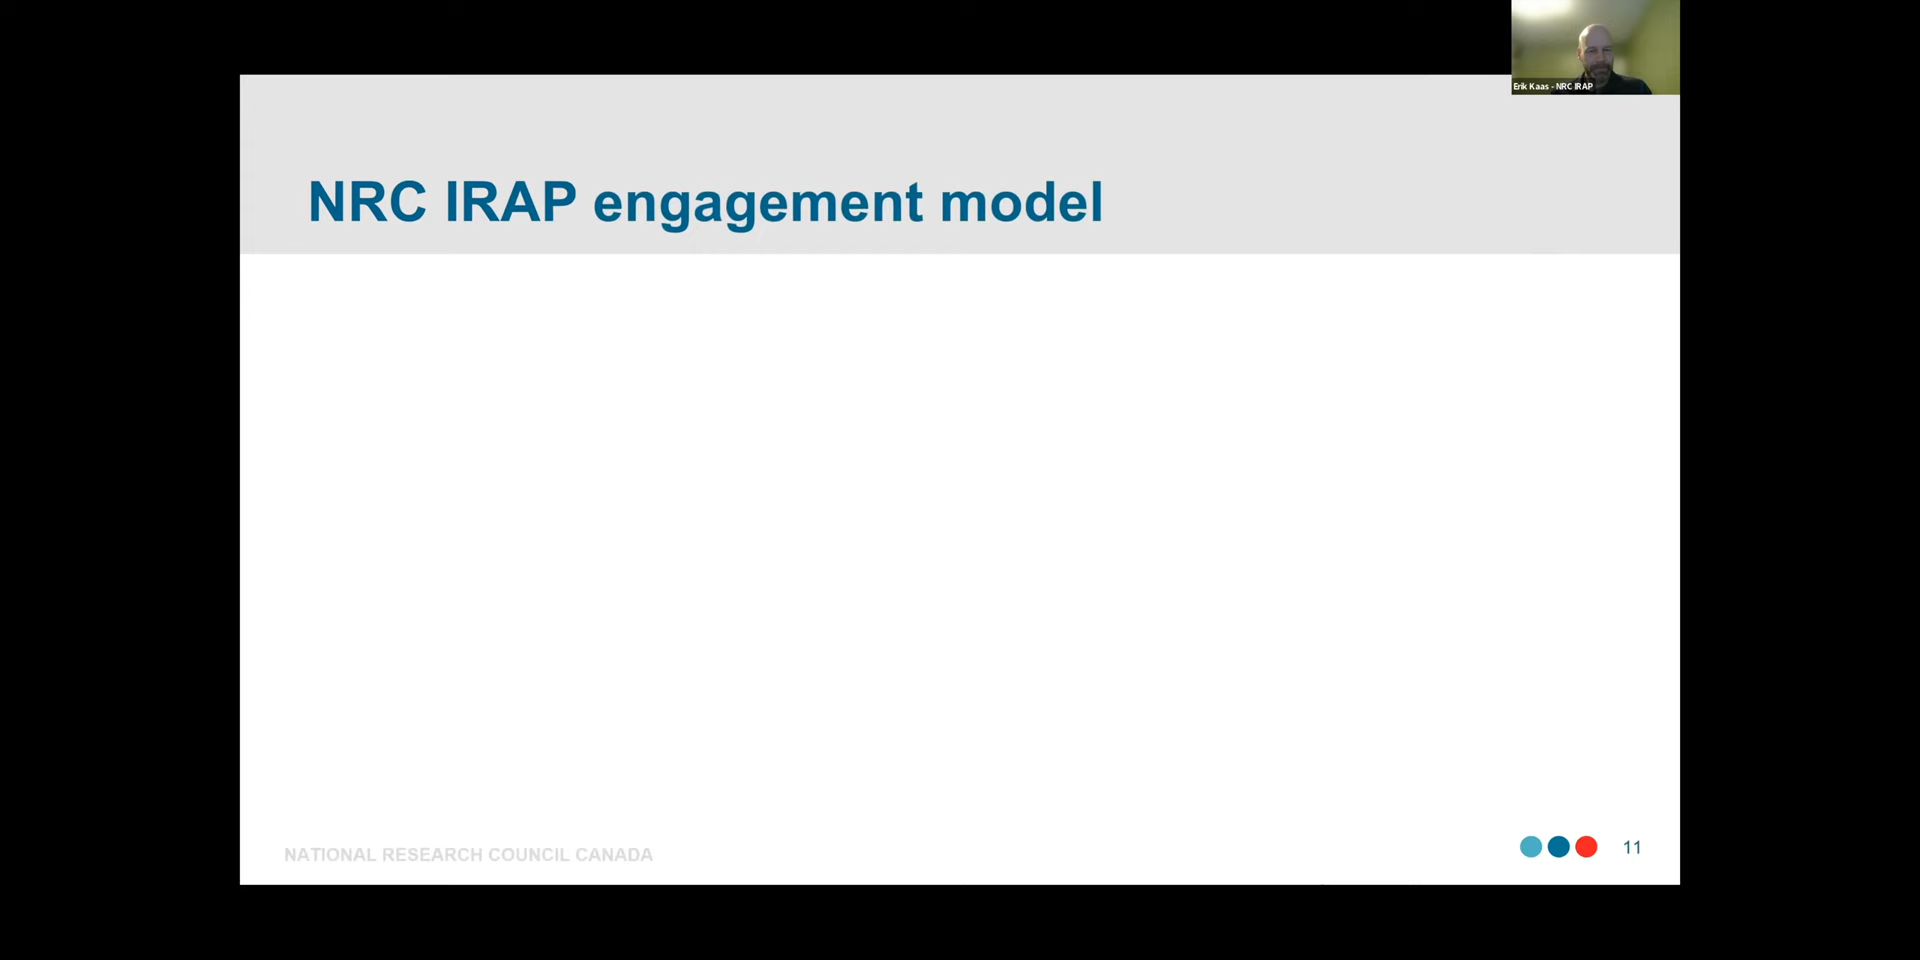 Erik Kaas - NRC IRAP
NRC IRAP engagement model
NATIONAL RESEARCH COUNCIL CANADA
11